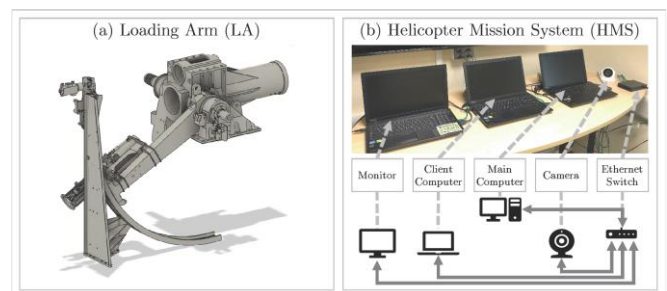 (a) Loading Arm (LA)
(b) Helicopter Mission System (HMS)
Monitor
Client
Computer
Main
Computer
Camera
Ethernet
Switch